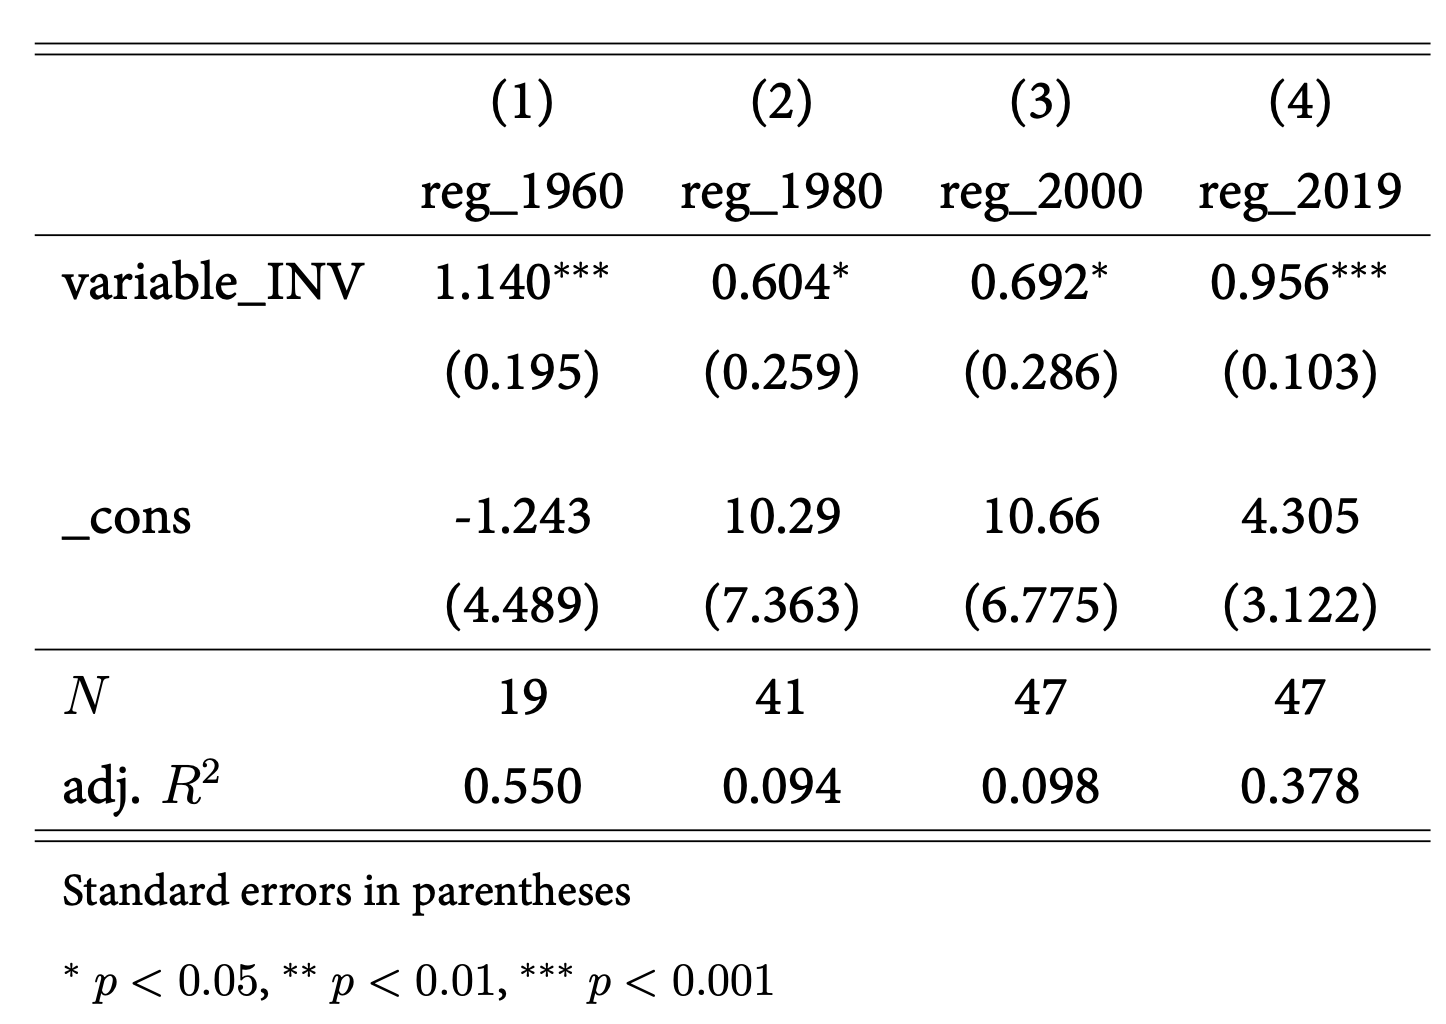 (1) (2) (3) (4)
reg_1960 reg_1980 reg_2000 reg_2019
variable_INV 1.140*** 0.604* 0.692* 0.956***
(0.195) (0.259) (0.286) (0.103)
_cons -1.243 10.29 10.66 4.305
(4.489) (7.363) (6.775) (3.122)
N 19 41 47 47
adj. R² 0.550 0.094 0.098 0.378
Standard errors in parentheses
* p < 0.05, ** p < 0.01, *** p < 0.001